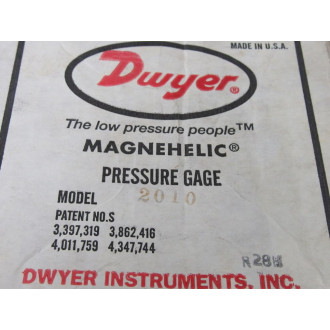 MADE IN U.S.A.
Dwyer®
The low pressure people™
MAGNEHELIC®
PRESSURE GAGE
MODEL 2010
PATENT NO.S
3,397,319 3,862,416
4,011,759 4,347,744
DWYER INSTRUMENTS, INC.